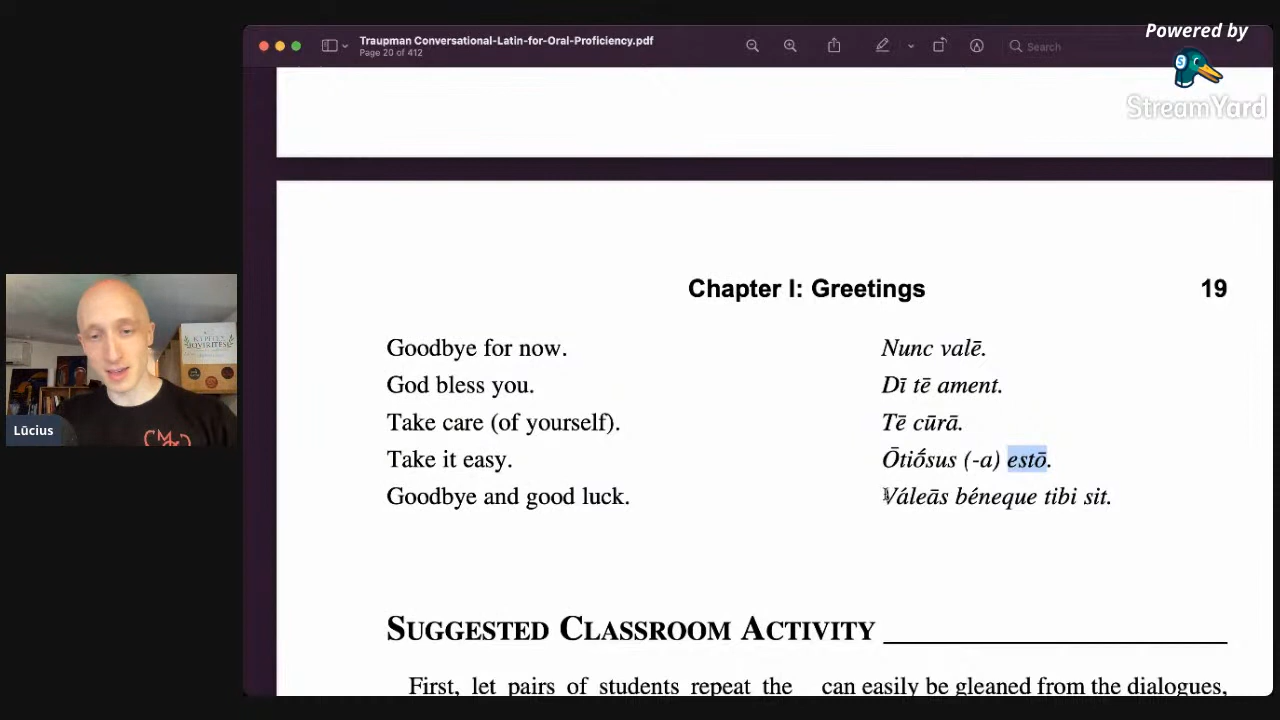 Powered by
StreamYard
Traupman Conversational-Latin-for-Oral-Proficiency.pdf
Page 20 of 412
Search
Chapter I: Greetings 19
Goodbye for now. Nunc valē.
God bless you. Dī tē ament.
Take care (of yourself). Tē cūrā.
Take it easy. Ōtiṓsus (-a) estō.
Goodbye and good luck. Váleās béneque tibi sit.
SUGGESTED CLASSROOM ACTIVITY
First, let pairs of students repeat the can easily be gleaned from the dialogues,
Lūcius